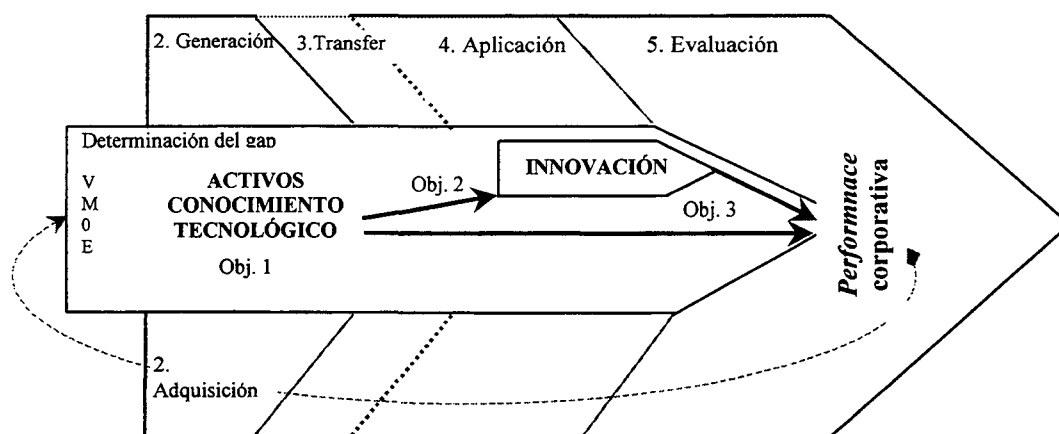 2. Generación
3.Transfer
4. Aplicación
5. Evaluación
Determinación del gap
V
M
0
E
ACTIVOS
CONOCIMIENTO
TECNOLÓGICO
Obj. 1
Obj. 2
INNOVACIÓN
Obj. 3
Performnace
corporativa
2.
Adquisición